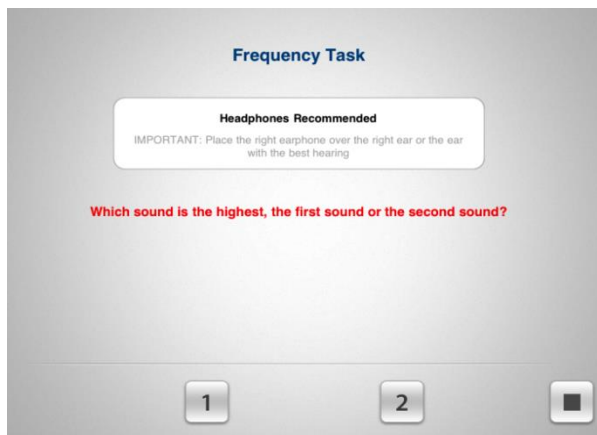 Frequency Task
Headphones Recommended
IMPORTANT: Place the right earphone over the right ear or the ear
with the best hearing
Which sound is the highest, the first sound or the second sound?
1 2